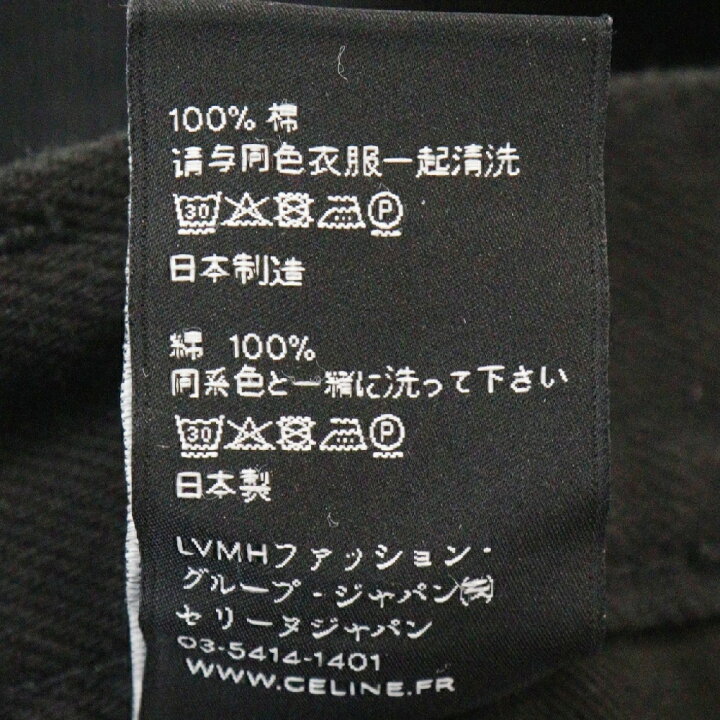 100% 棉
请与同色衣服一起清洗
30 P
日本制造
綿 100%
同系色と一緒に洗って下さい
30 P
日本製
LVMHファッション・
グループ・ジャパン㈱
セリーヌジャパン
03-5414-1401
WWW.CELINE.FR